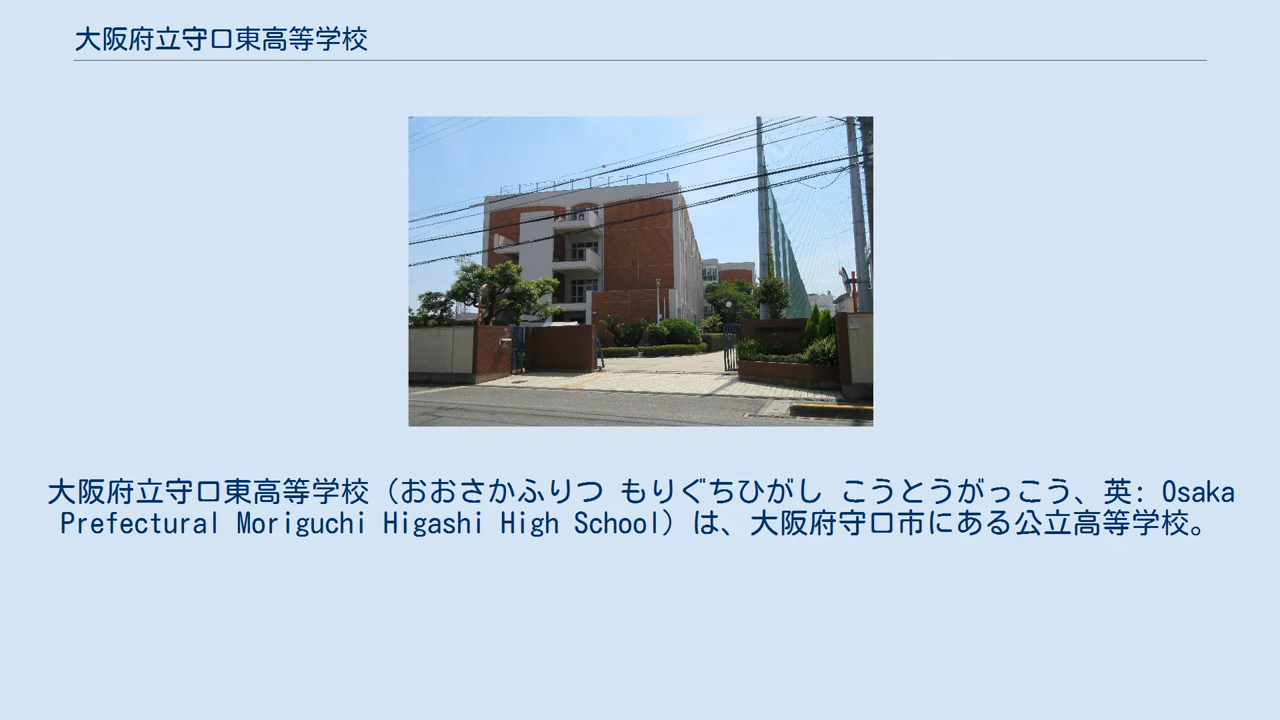 大阪府立守口東高等学校
大阪府立守口東高等学校（おおさかふりつ もりぐちひがし こうとうがっこう、英: Osaka
Prefectural Moriguchi Higashi High School）は、大阪府守口市にある公立高等学校。